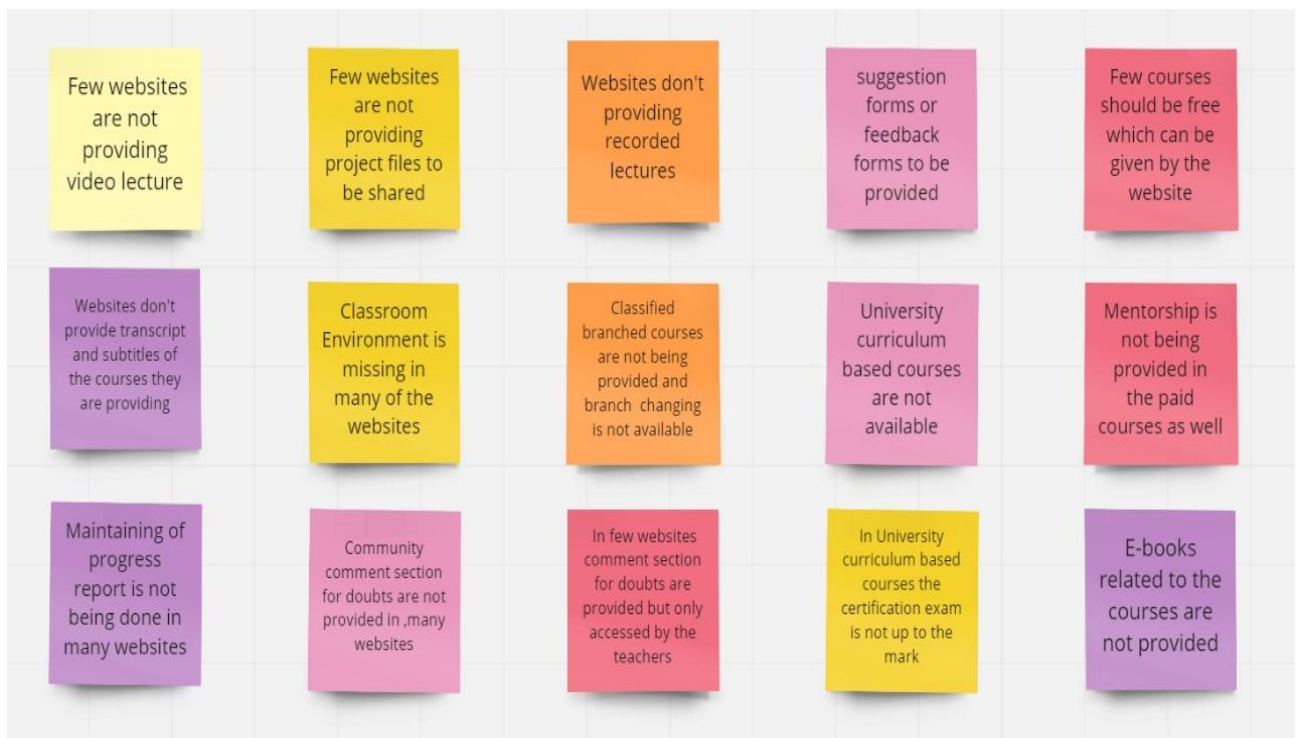 Few websites
are not
providing
video lecture
Few websites
are not
providing
project files to
be shared
Websites don't
providing
recorded
lectures
suggestion
forms or
feedback
forms to be
provided
Few courses
should be free
which can be
given by the
website
Websites don't
provide transcript
and subtitles of
the courses they
are providing
Classroom
Environment is
missing in
many of the
websites
Classified
branched courses
are not being
provided and
branch changing
is not available
University
curriculum
based courses
are not
available
Mentorship is
not being
provided in
the paid
courses as well
Maintaining of
progress
report is not
being done in
many websites
Community
comment section
for doubts are not
provided in ,many
websites
In few websites
comment section
for doubts are
provided but only
accessed by the
teachers
In University
curriculum based
courses the
certification exam
is not up to the
mark
E-books
related to the
courses are
not provided